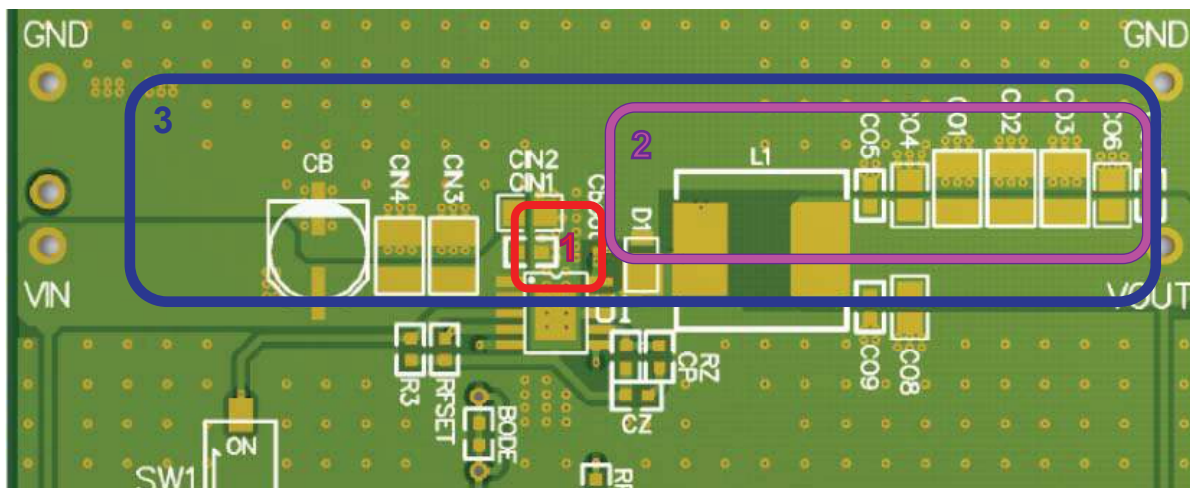 GND
GND
3
2
1
CB
CN4
CN3
CIN2
CIN1
D1
L1
CO5
CO4
CO1
CO2
CO3
CO6
VIN
U1
VOUT
R3
RFSET
BODE
CP
RZ
CZ
CO9
CO8
ON
SW1